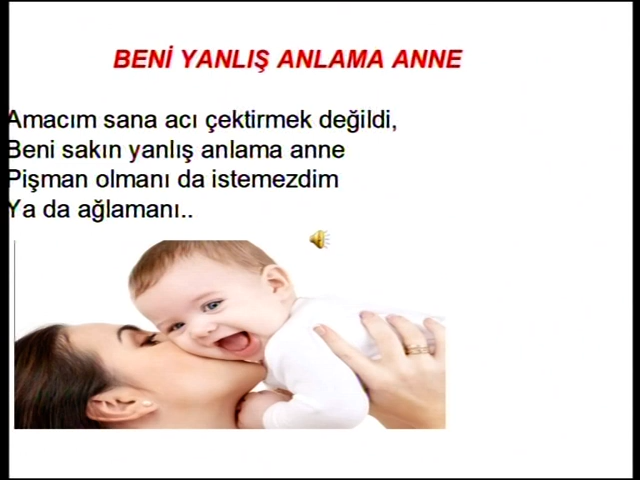 BENİ YANLIŞ ANLAMA ANNE
Amacım sana acı çektirmek değildi,
Beni sakın yanlış anlama anne
Pişman olmanı da istemezdim
Ya da ağlamanı..